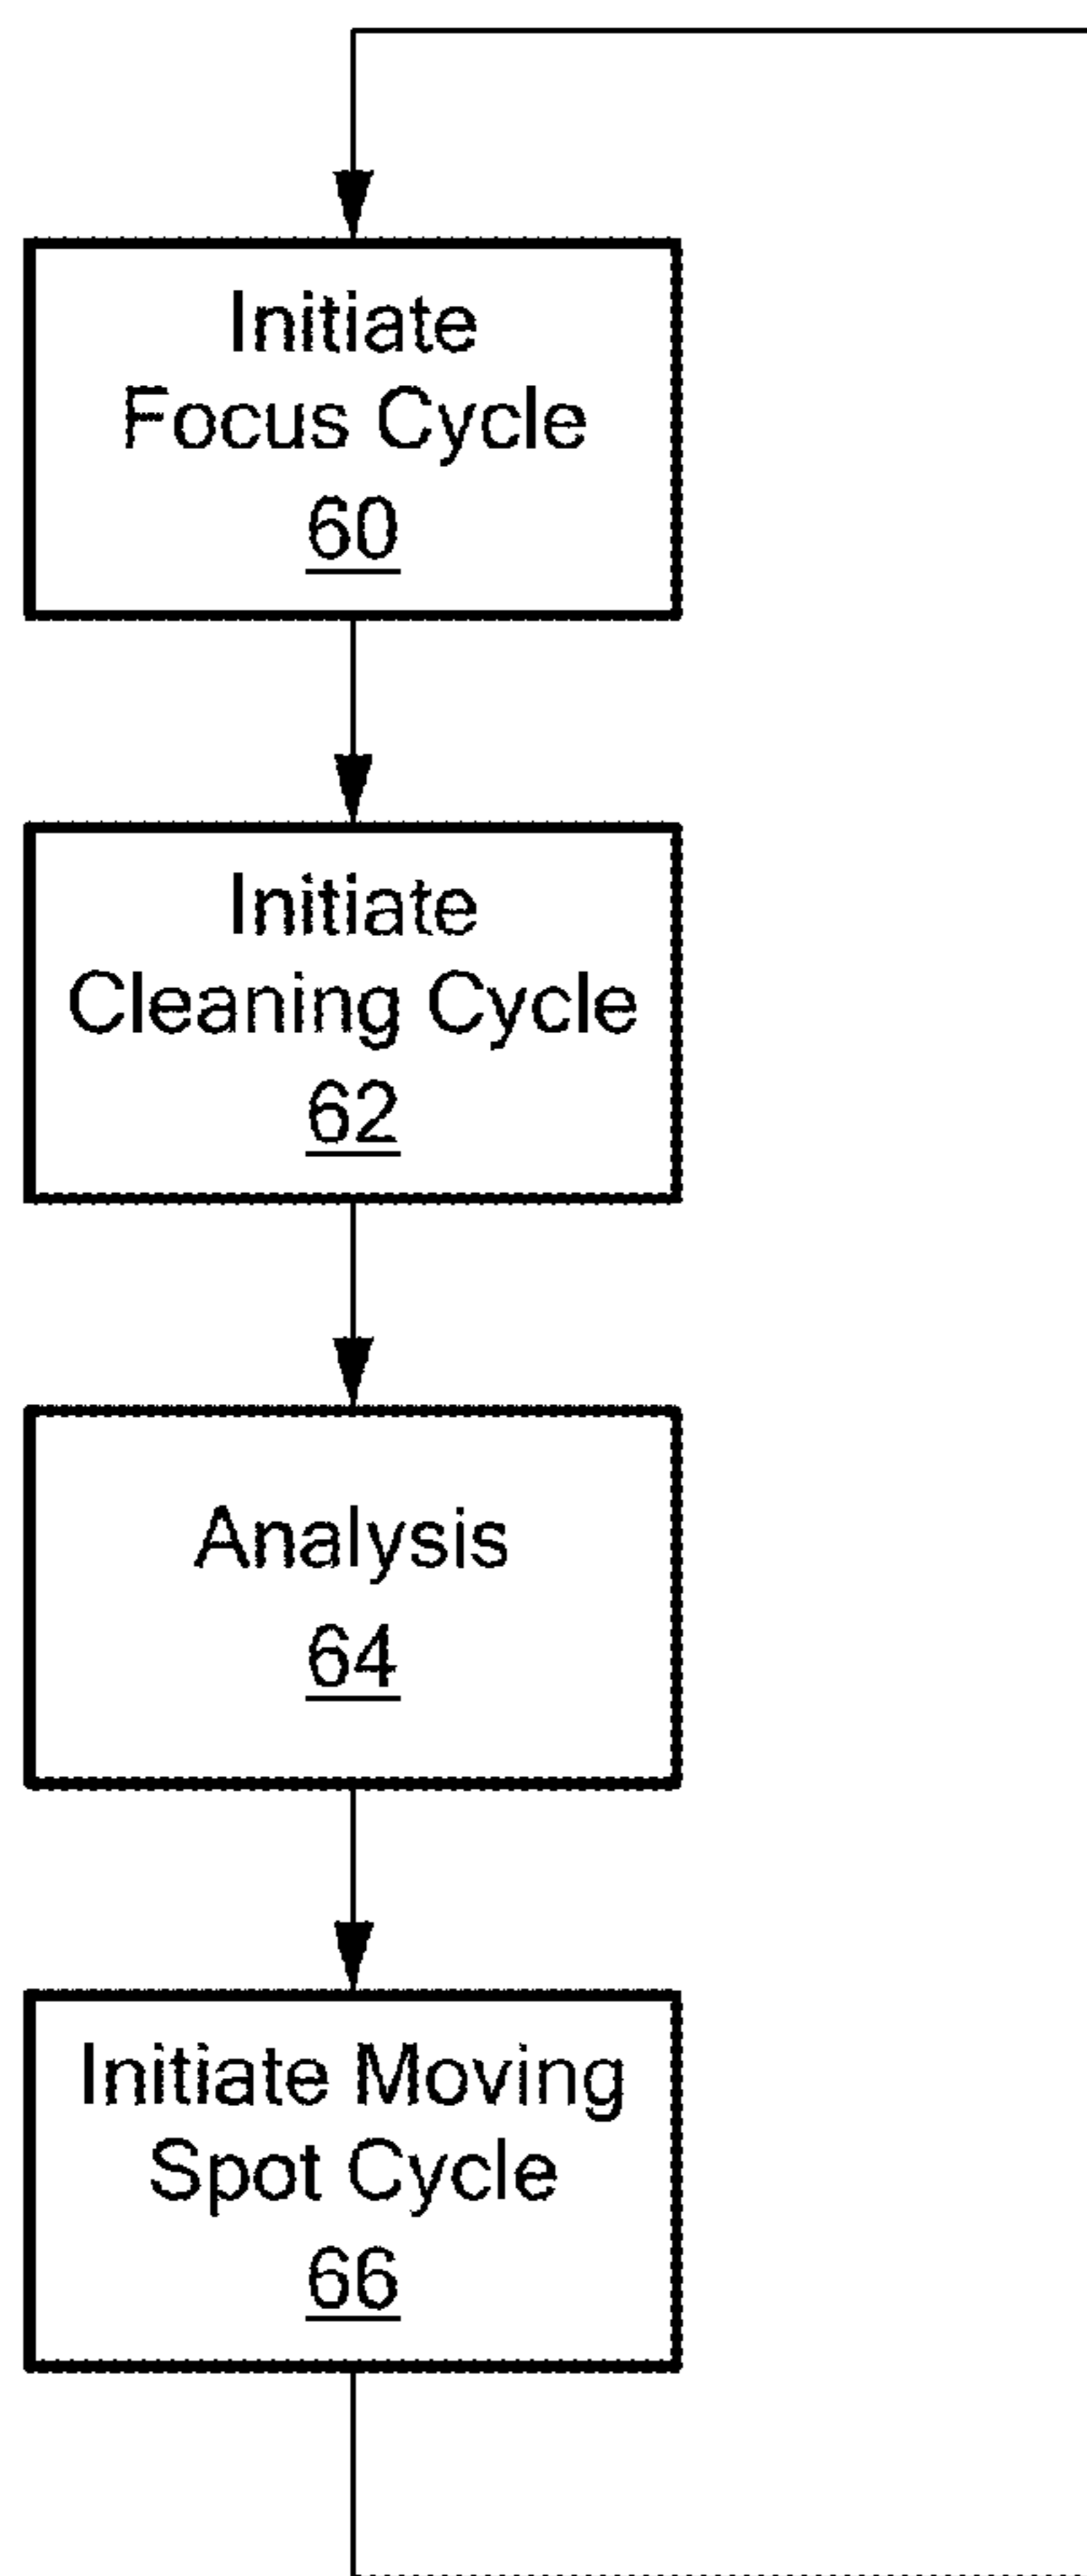 Initiate
Focus Cycle
60
Initiate
Cleaning Cycle
62
Analysis
64
Initiate Moving
Spot Cycle
66